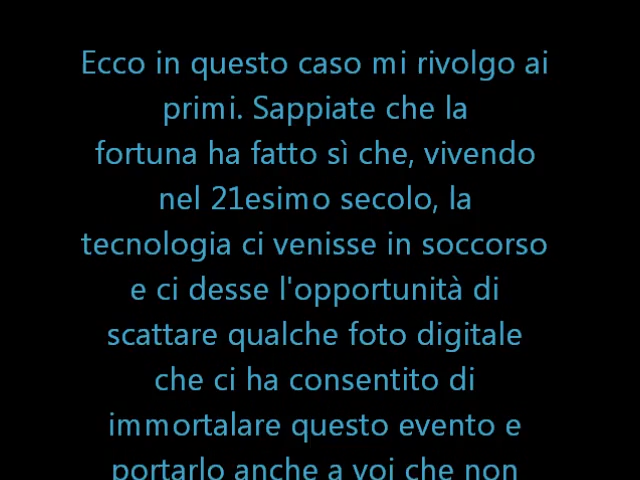 Ecco in questo caso mi rivolgo ai
primi. Sappiate che la
fortuna ha fatto sì che, vivendo
nel 21esimo secolo, la
tecnologia ci venisse in soccorso
e ci desse l'opportunità di
scattare qualche foto digitale
che ci ha consentito di
immortalare questo evento e
portarlo anche a voi che non